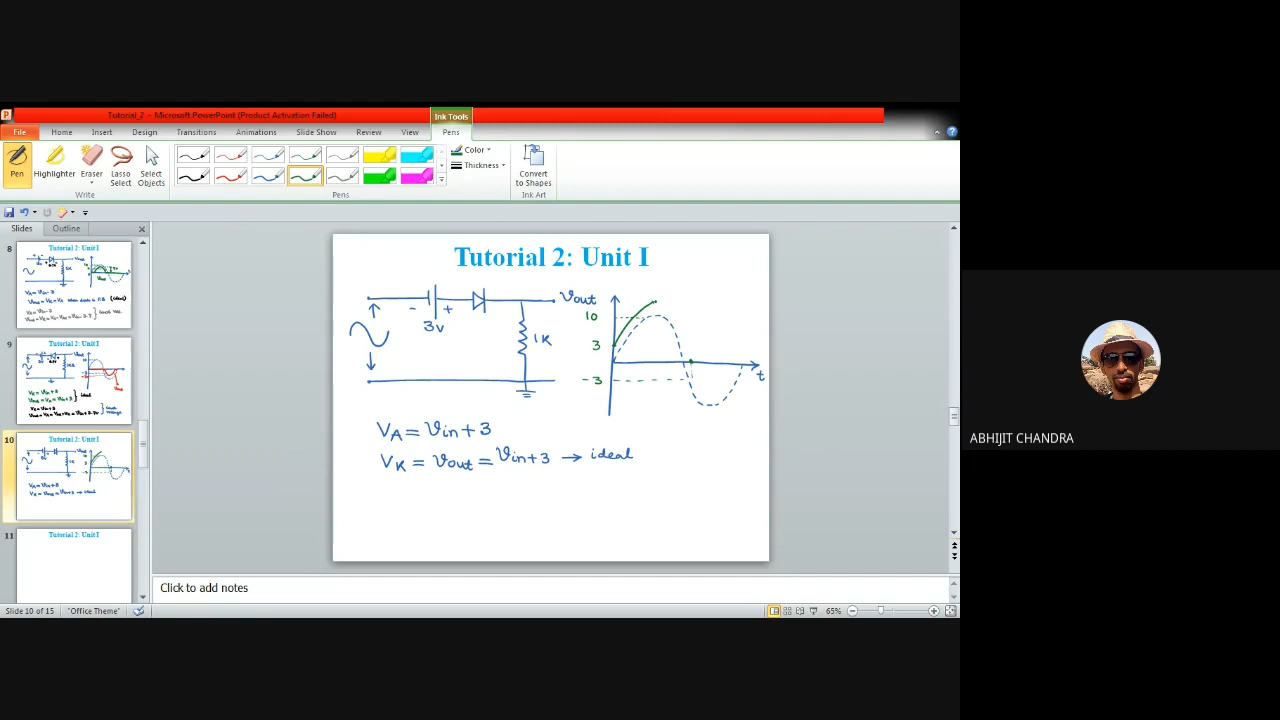 Tutorial_2 - Microsoft PowerPoint (Product Activation Failed)
Ink Tools
File Home Insert Design Transitions Animations Slide Show Review View Pens
Pen Highlighter Eraser Lasso Select Select Objects
Color
Thickness
Convert to Shapes
Write Pens Ink Art
Slides Outline
8
Tutorial 2: Unit I
9
Tutorial 2: Unit I
10
Tutorial 2: Unit I
11
Tutorial 2: Unit I
Tutorial 2: Unit I
Vout
- +
3V
1K
10
3
-3
t
VA = Vin + 3
VK = Vout = Vin + 3 → ideal
Click to add notes
Slide 10 of 15 "Office Theme" 65%
ABHIJIT CHANDRA